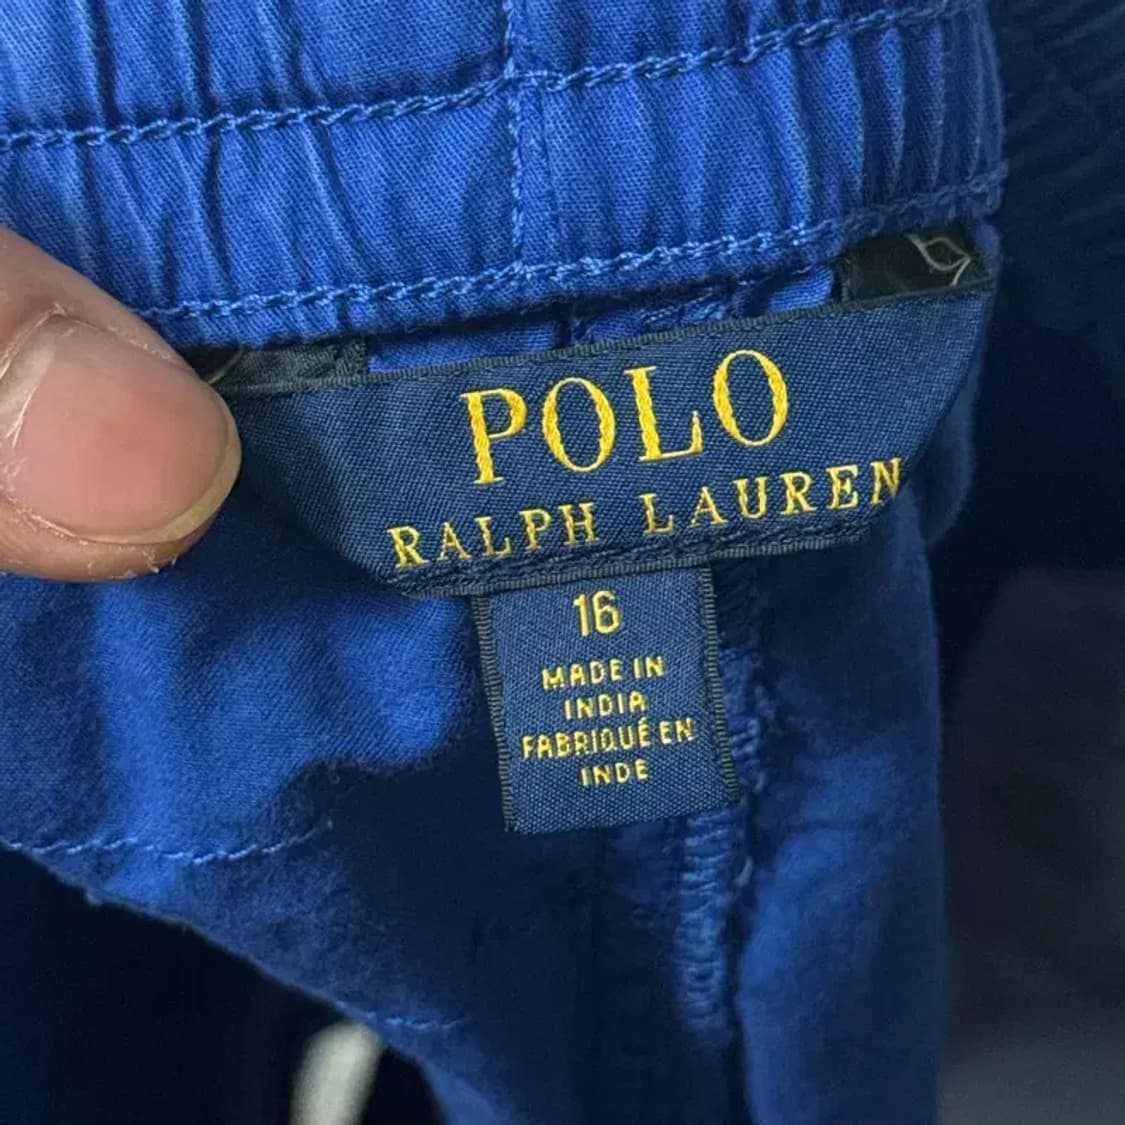 POLO
RALPH LAUREN
16
MADE IN
INDIA
FABRIQUÉ EN
INDE